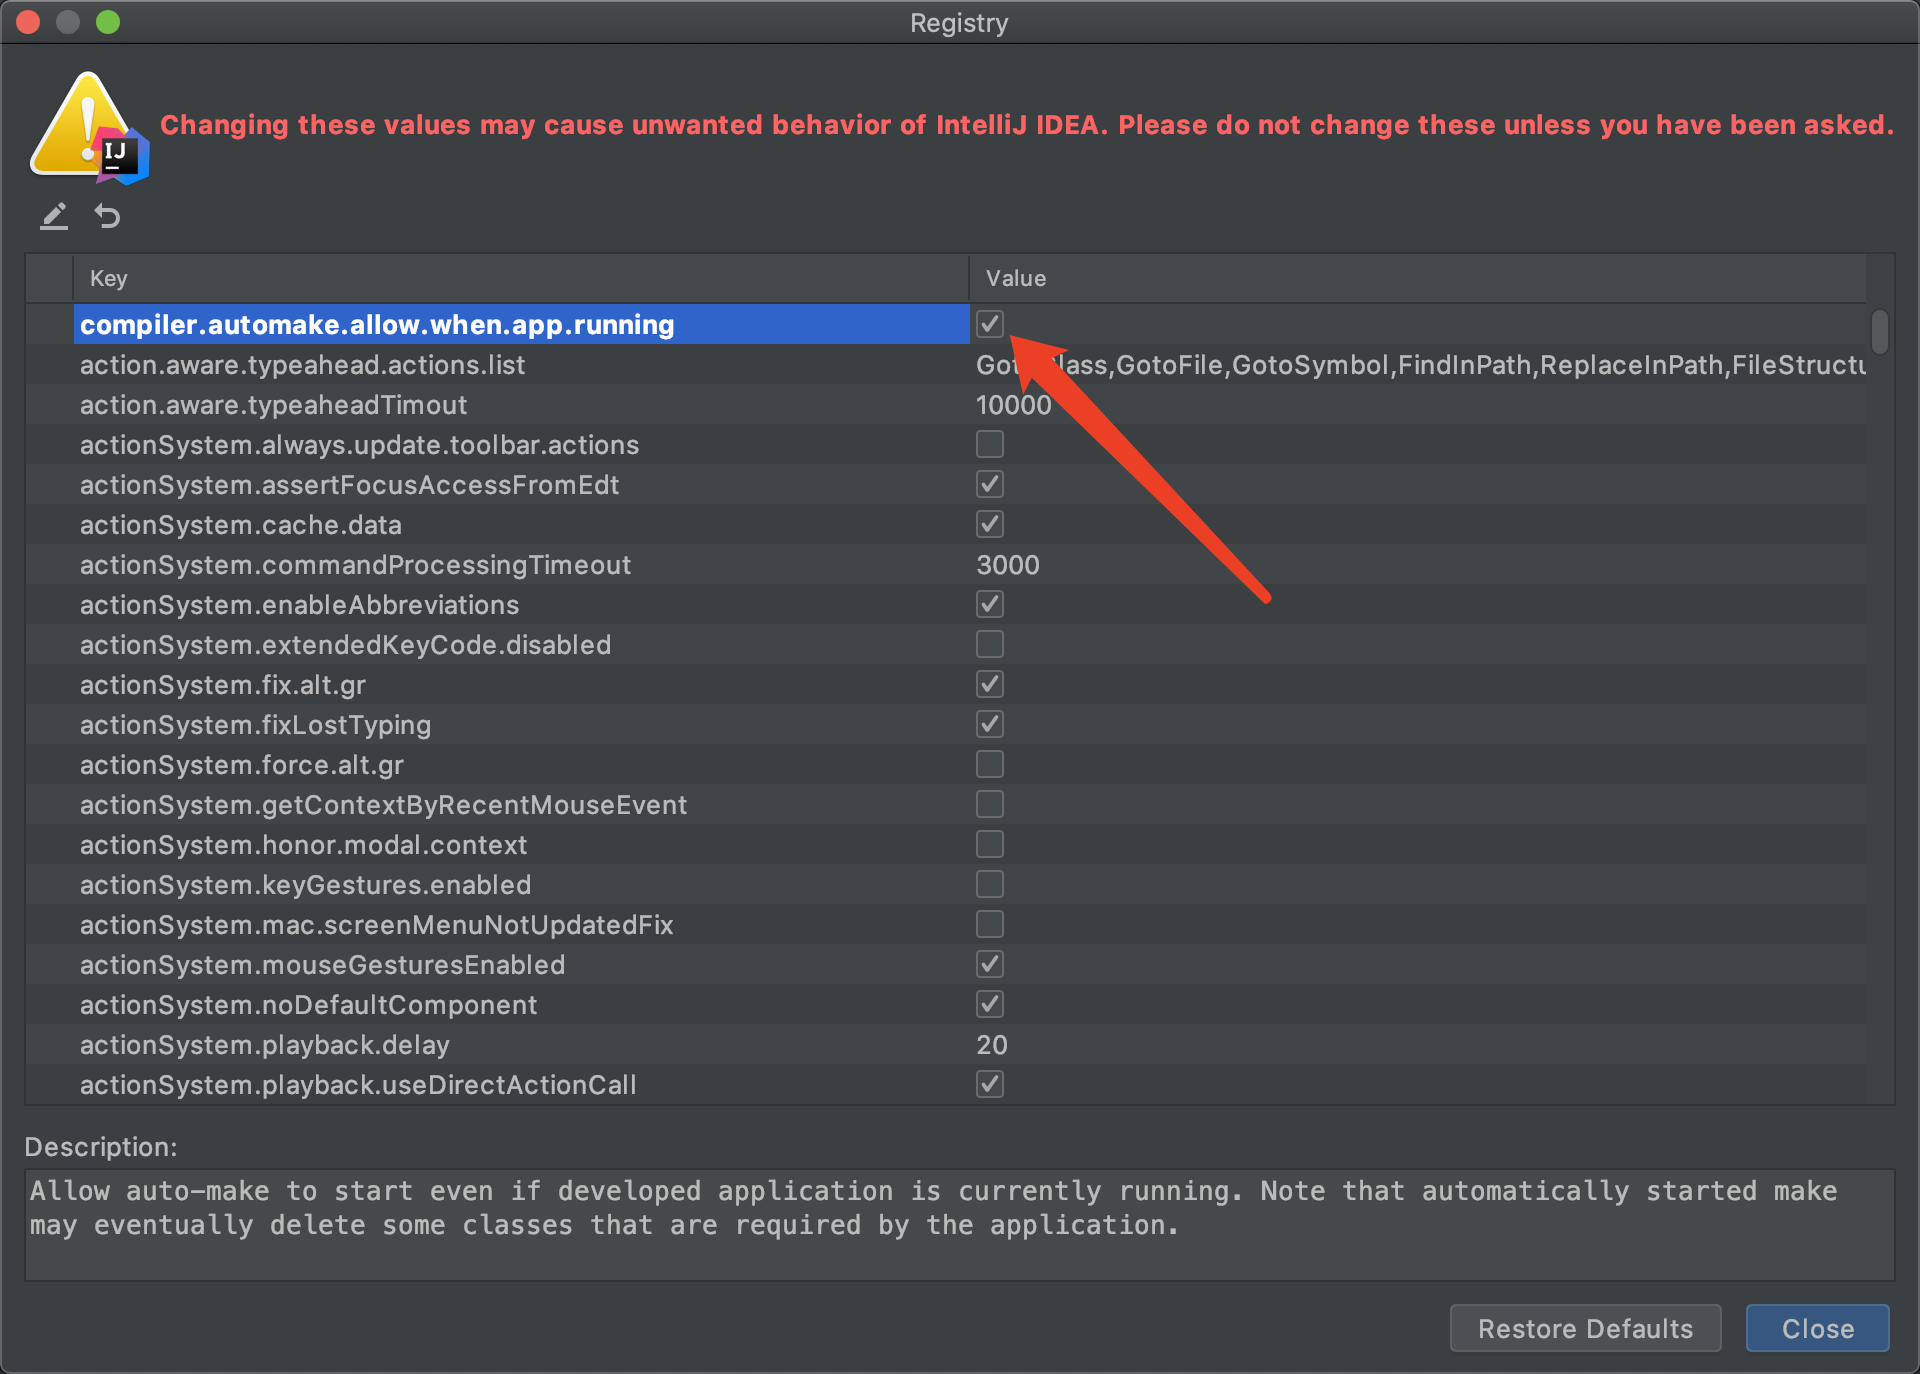 Registry
IJ
Changing these values may cause unwanted behavior of IntelliJ IDEA. Please do not change these unless you have been asked.
Key Value
compiler.automake.allow.when.app.running
action.aware.typeahead.actions.list lass,GotoFile,GotoSymbol,FindInPath,ReplaceInPath,FileStructu
action.aware.typeaheadTimout 10000
actionSystem.always.update.toolbar.actions
actionSystem.assertFocusAccessFromEdt
actionSystem.cache.data
actionSystem.commandProcessingTimeout 3000
actionSystem.enableAbbreviations
actionSystem.extendedKeyCode.disabled
actionSystem.fix.alt.gr
actionSystem.fixLostTyping
actionSystem.force.alt.gr
actionSystem.getContextByRecentMouseEvent
actionSystem.honor.modal.context
actionSystem.keyGestures.enabled
actionSystem.mac.screenMenuNotUpdatedFix
actionSystem.mouseGesturesEnabled
actionSystem.noDefaultComponent
actionSystem.playback.delay 20
actionSystem.playback.useDirectActionCall
Description:
Allow auto-make to start even if developed application is currently running. Note that automatically started make
may eventually delete some classes that are required by the application.
Restore Defaults Close